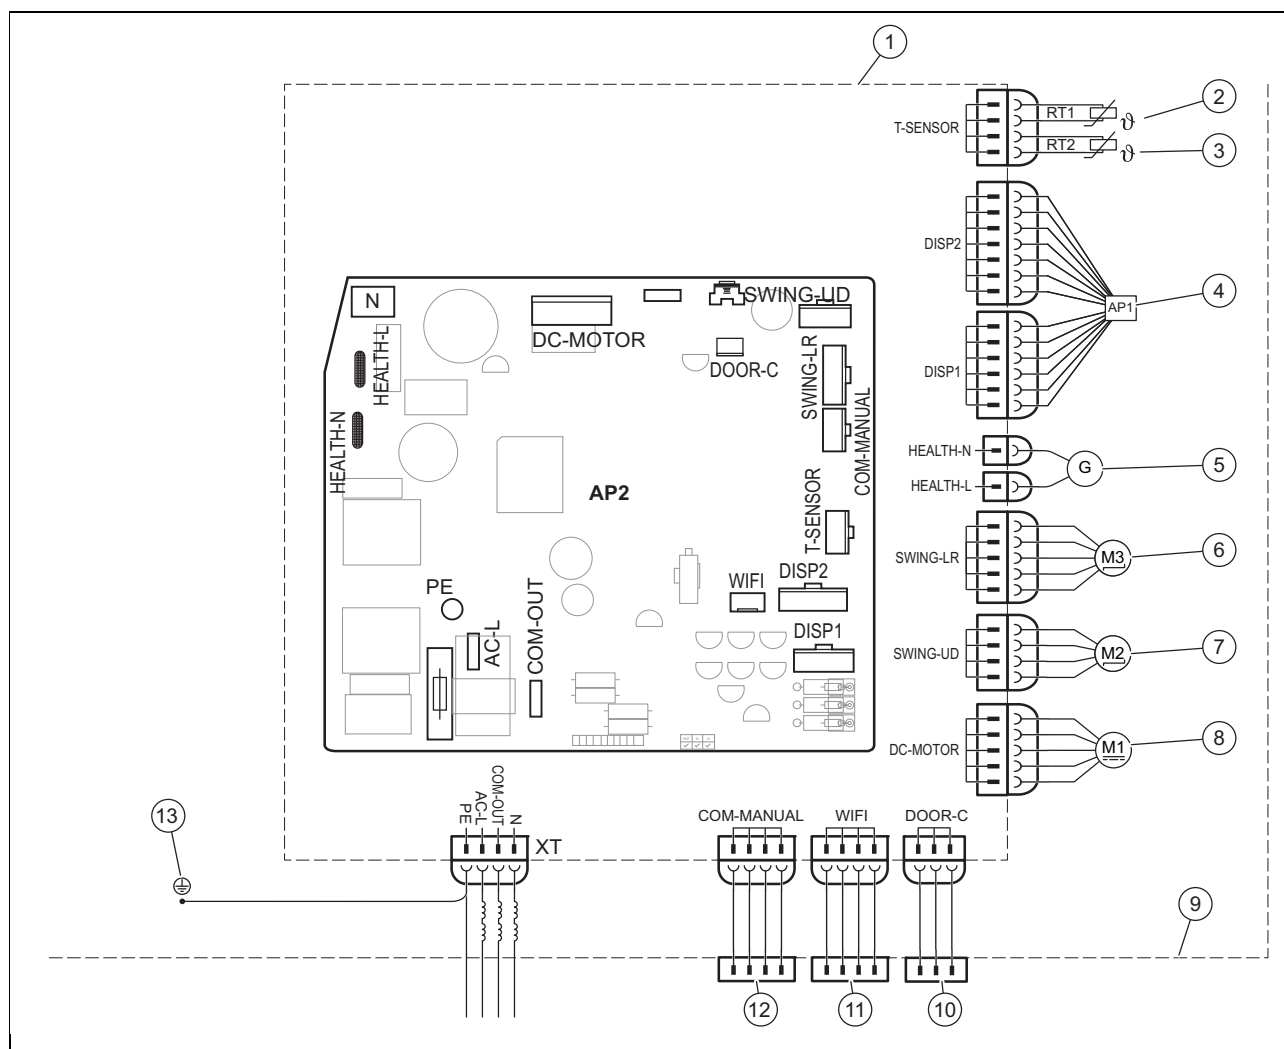 1
T-SENSOR
RT1
ϑ
2
RT2
ϑ
3
DISP2
AP1
4
DISP1
N
SWING-UD
DC-MOTOR
HEALTH-L
DOOR-C
SWING-LR
COM-MANUAL
HEALTH-N
HEALTH-N
G
5
HEALTH-L
AP2
T-SENSOR
SWING-LR
M3
6
WIFI
DISP2
PE
AC-L
COM-OUT
DISP1
SWING-UD
M2
7
DC-MOTOR
M1
8
PE
AC-L
COM-OUT
N
XT
COM-MANUAL
WIFI
DOOR-C
13
9
12
11
10